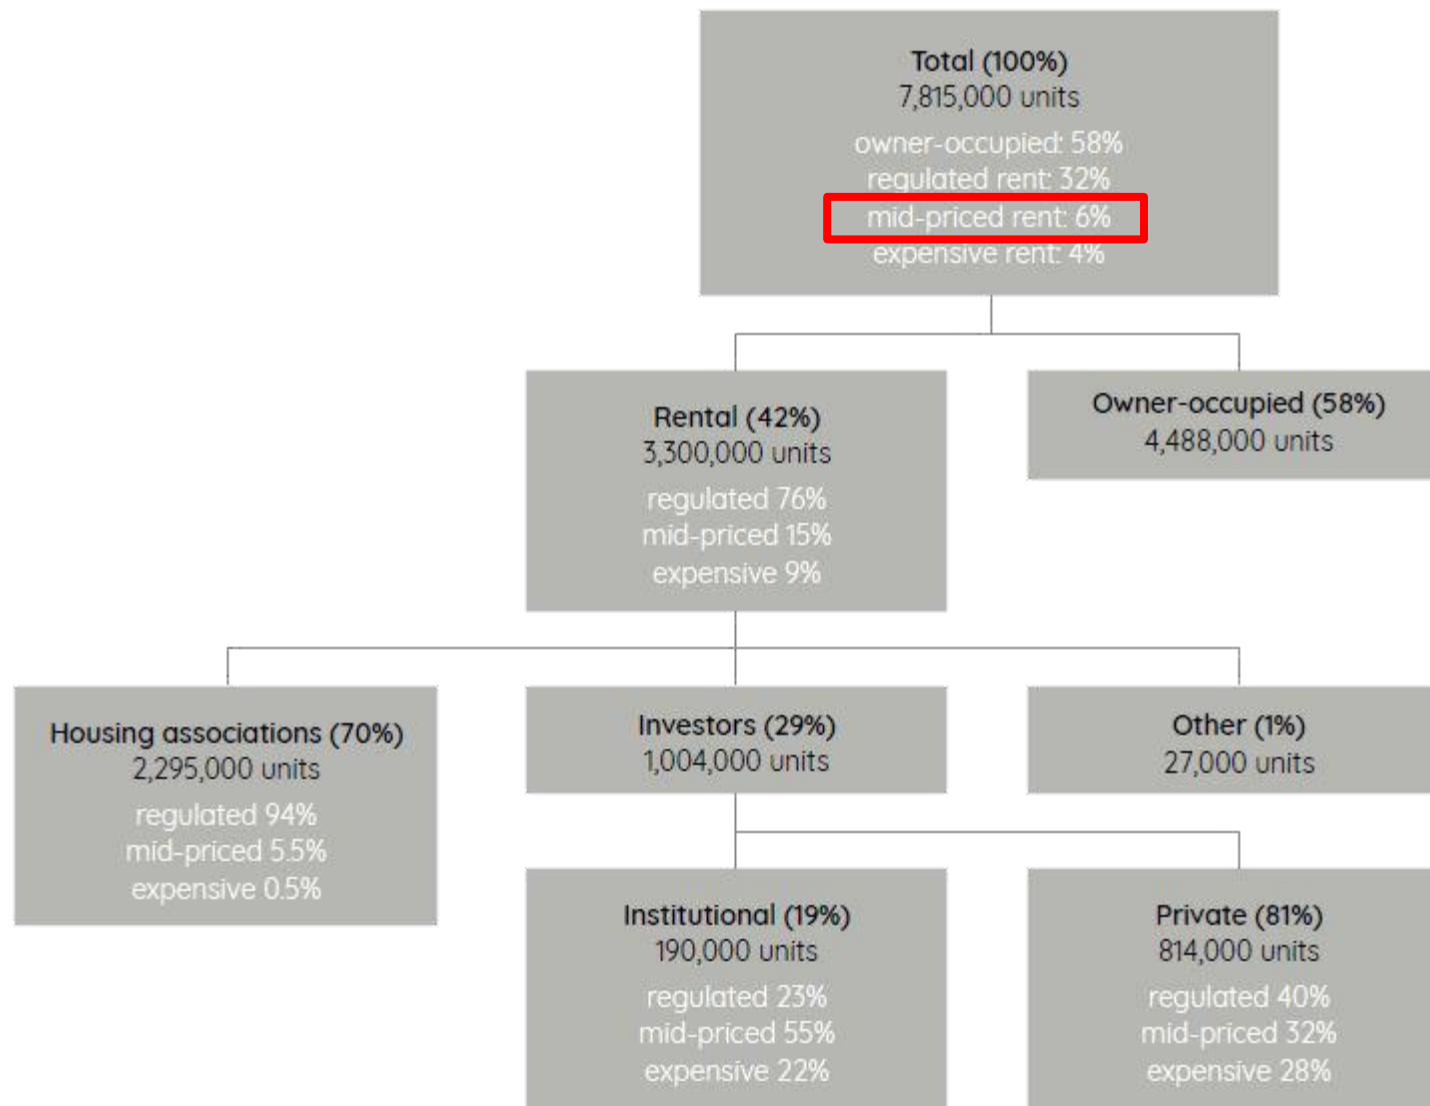 Total (100%)
7,815,000 units
owner-occupied: 58%
regulated rent: 32%
mid-priced rent: 6%
expensive rent: 4%
Rental (42%)
3,300,000 units
regulated 76%
mid-priced 15%
expensive 9%
Owner-occupied (58%)
4,488,000 units
Housing associations (70%)
2,295,000 units
regulated 94%
mid-priced 5.5%
expensive 0.5%
Investors (29%)
1,004,000 units
Other (1%)
27,000 units
Institutional (19%)
190,000 units
regulated 23%
mid-priced 55%
expensive 22%
Private (81%)
814,000 units
regulated 40%
mid-priced 32%
expensive 28%